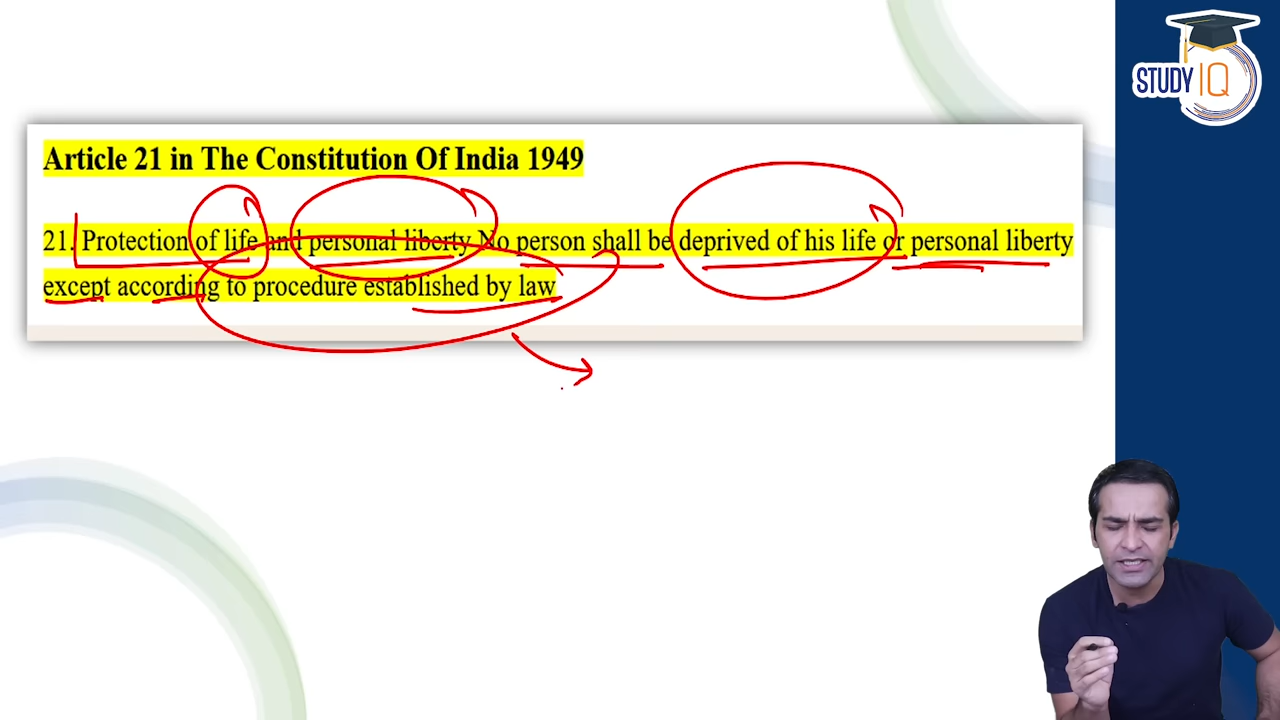 STUDY IQ
Article 21 in The Constitution Of India 1949
21. Protection of life and personal liberty No person shall be deprived of his life or personal liberty
except according to procedure established by law